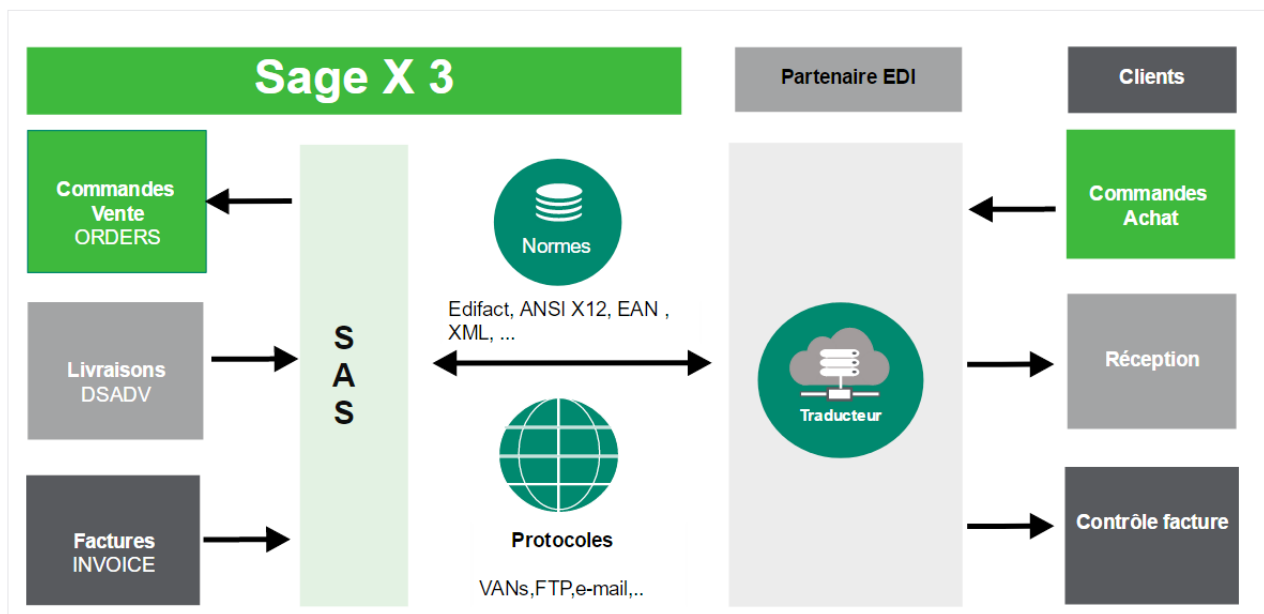 Sage X 3
Partenaire EDI
Clients
Commandes
Vente
ORDERS
Livraisons
DSADV
Factures
INVOICE
S
A
S
Normes
Edifact, ANSI X12, EAN ,
XML, ...
Protocoles
VANs,FTP,e-mail,..
Traducteur
Commandes
Achat
Réception
Contrôle facture